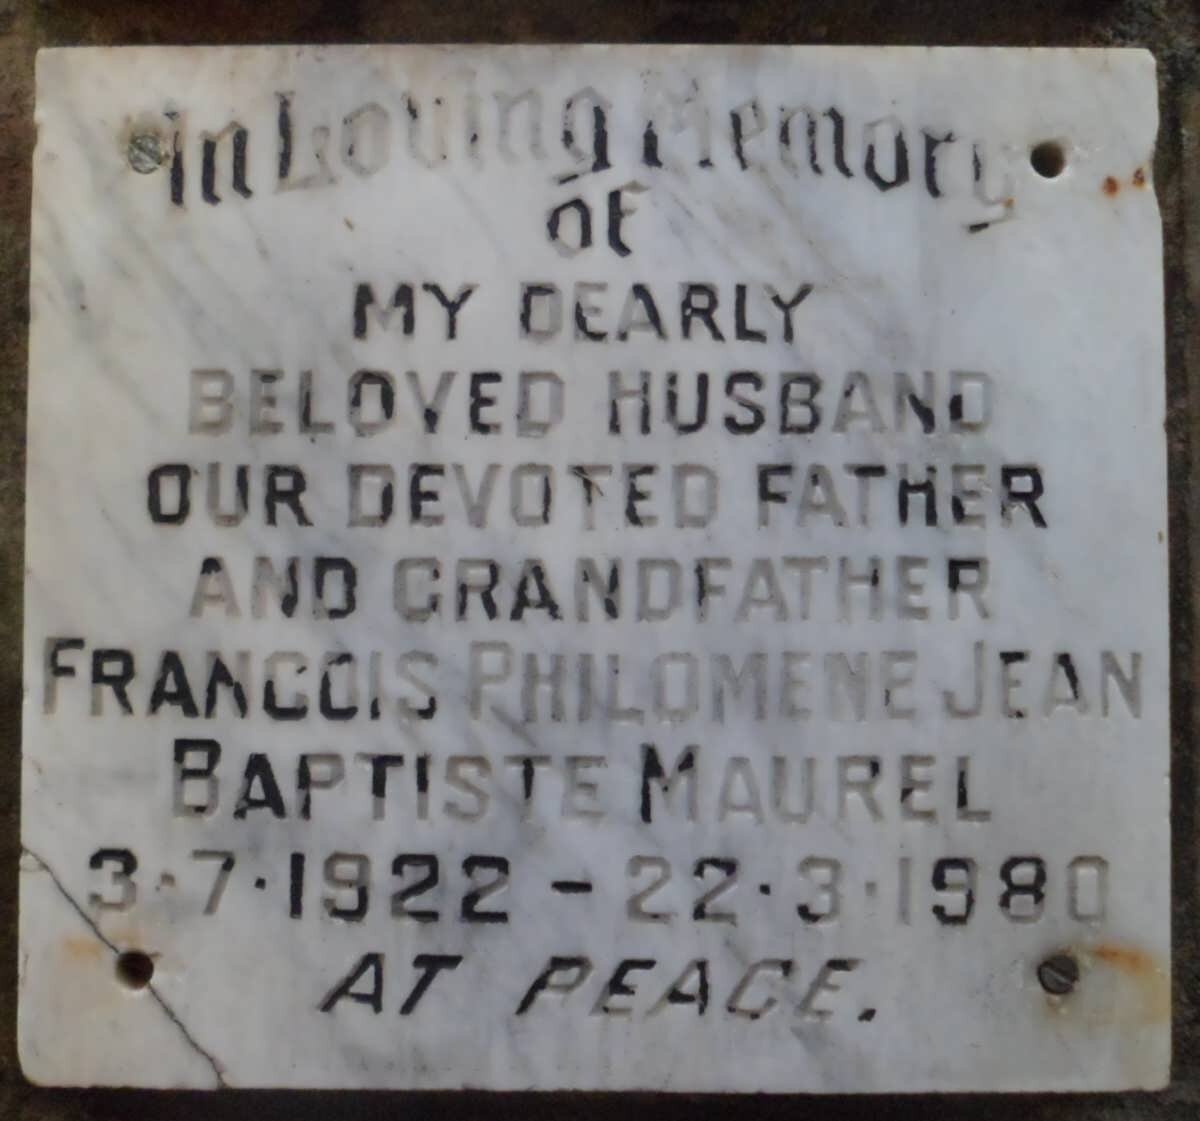 In Loving Memory
of
MY DEARLY
BELOVED HUSBAND
OUR DEVOTED FATHER
AND GRANDFATHER
FRANCOIS PHILOMENE JEAN
BAPTISTE MAUREL
3·7·1922 – 22·3·1980
AT PEACE.